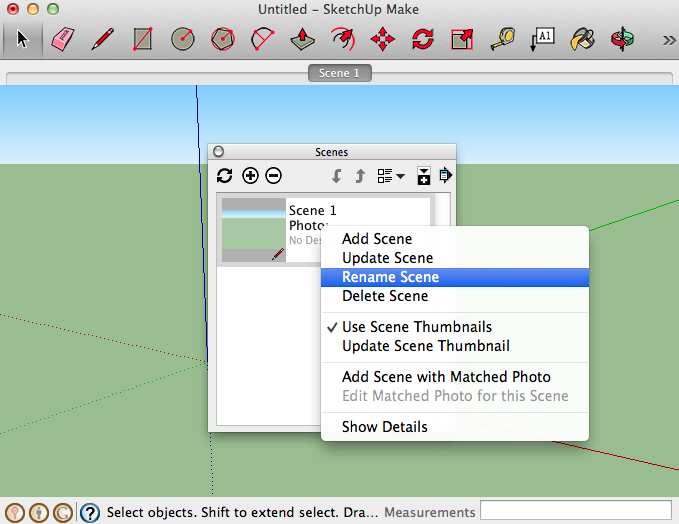 Untitled – SketchUp Make
A1
Scene 1
Scenes
Scene 1
Photo:
No Des
Add Scene
Update Scene
Rename Scene
Delete Scene
✓ Use Scene Thumbnails
Update Scene Thumbnail
Add Scene with Matched Photo
Edit Matched Photo for this Scene
Show Details
Select objects. Shift to extend select. Dra... Measurements